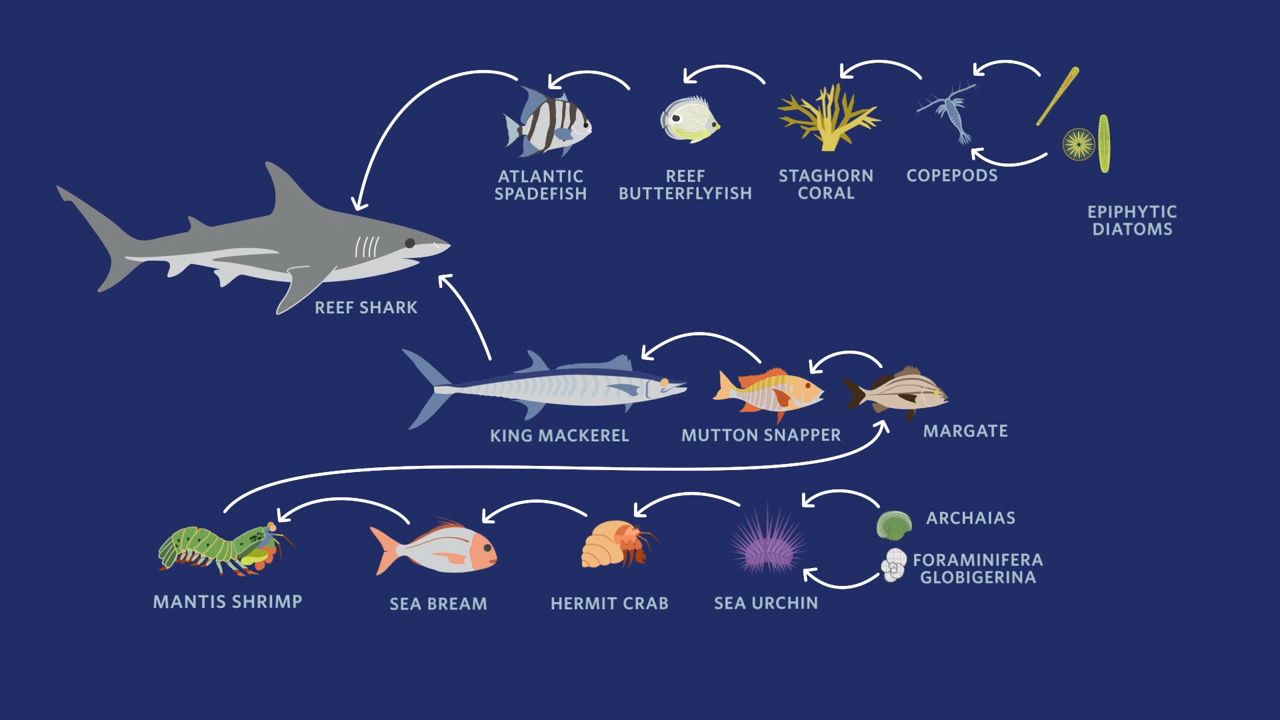 ATLANTIC
SPADEFISH
REEF
BUTTERFLYFISH
STAGHORN
CORAL
COPEPODS
EPIPHYTIC
DIATOMS
REEF SHARK
KING MACKEREL
MUTTON SNAPPER
MARGATE
ARCHAIAS
FORAMINIFERA
GLOBIGERINA
MANTIS SHRIMP
SEA BREAM
HERMIT CRAB
SEA URCHIN